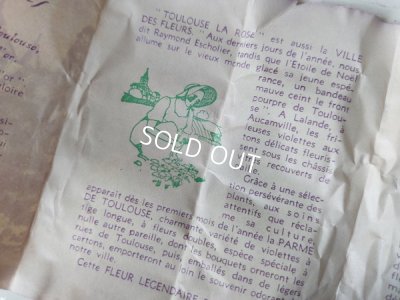 "TOULOUSE LA ROSE" est aussi la VILLE
DES FLEURS. "Aux derniers jours de l'année, nous
dit Raymond Escholier, tandis que l'Etoile de Noël
allume sur le vieux monde glacé sa jeune espé-
rance, un bandeau
mauve ceint le front
pourpre de Toulou-
se". A Lalande, à
Aucamville, les fri-
leuses violettes aux
tons délicats fleuris-
sent sous les châssis
recouverts de
Grâce à une sélec-
tion persévérante des
plants, aux soins
attentifs que récla-
me sa culture,
apparaît dès les premiers mois de l'année la PARME
DE TOULOUSE, charmante variété de violettes à
tige longue, à fleurs doubles, espèce spéciale à
nulle autre pareille, dont les bouquets orneront les
rues de Toulouse, puis, emballés dans de légers
cartons, emporteront au loin le souvenir odorant de
notre ville.
Cette FLEUR LEGENDAIRE
SOLD OUT